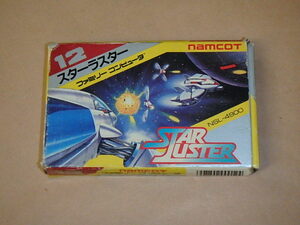 12
namcot
スターラスター
ファミリー コンピュータ
NSL-4900
STAR
LUSTER
namcot